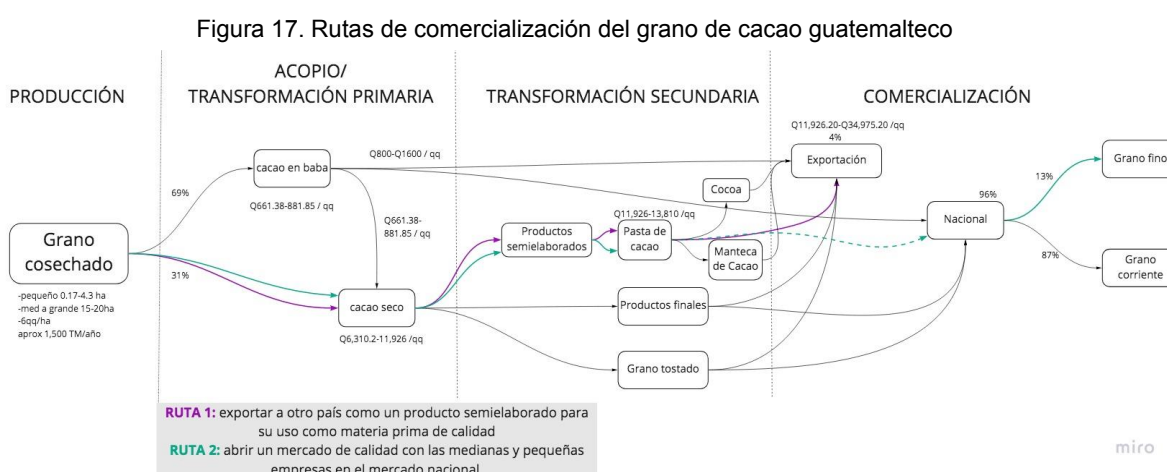 Figura 17. Rutas de comercialización del grano de cacao guatemalteco
PRODUCCIÓN
ACOPIO/
TRANSFORMACIÓN PRIMARIA
TRANSFORMACIÓN SECUNDARIA
COMERCIALIZACIÓN
Grano
cosechado
-pequeño 0.17-4.3 ha
-med a grande 15-20ha
-6qq/ha
aprox 1,500 TM/año
69%
31%
cacao en baba
Q661.38-881.85 / qq
Q800-Q1600 / qq
Q661.38-
881.85 / qq
cacao seco
Q6,310.2-11,926 /qq
Productos
semielaborados
Q11,926-13,810 /qq
Pasta de
cacao
Cocoa
Manteca
de Cacao
Productos finales
Grano tostado
Q11,926.20-Q34,975.20 /qq
4%
Exportación
96%
Nacional
13%
87%
Grano fino
Grano
corriente
RUTA 1: exportar a otro país como un producto semielaborado para
su uso como materia prima de calidad
RUTA 2: abrir un mercado de calidad con las medianas y pequeñas
empresas en el mercado nacional
miro